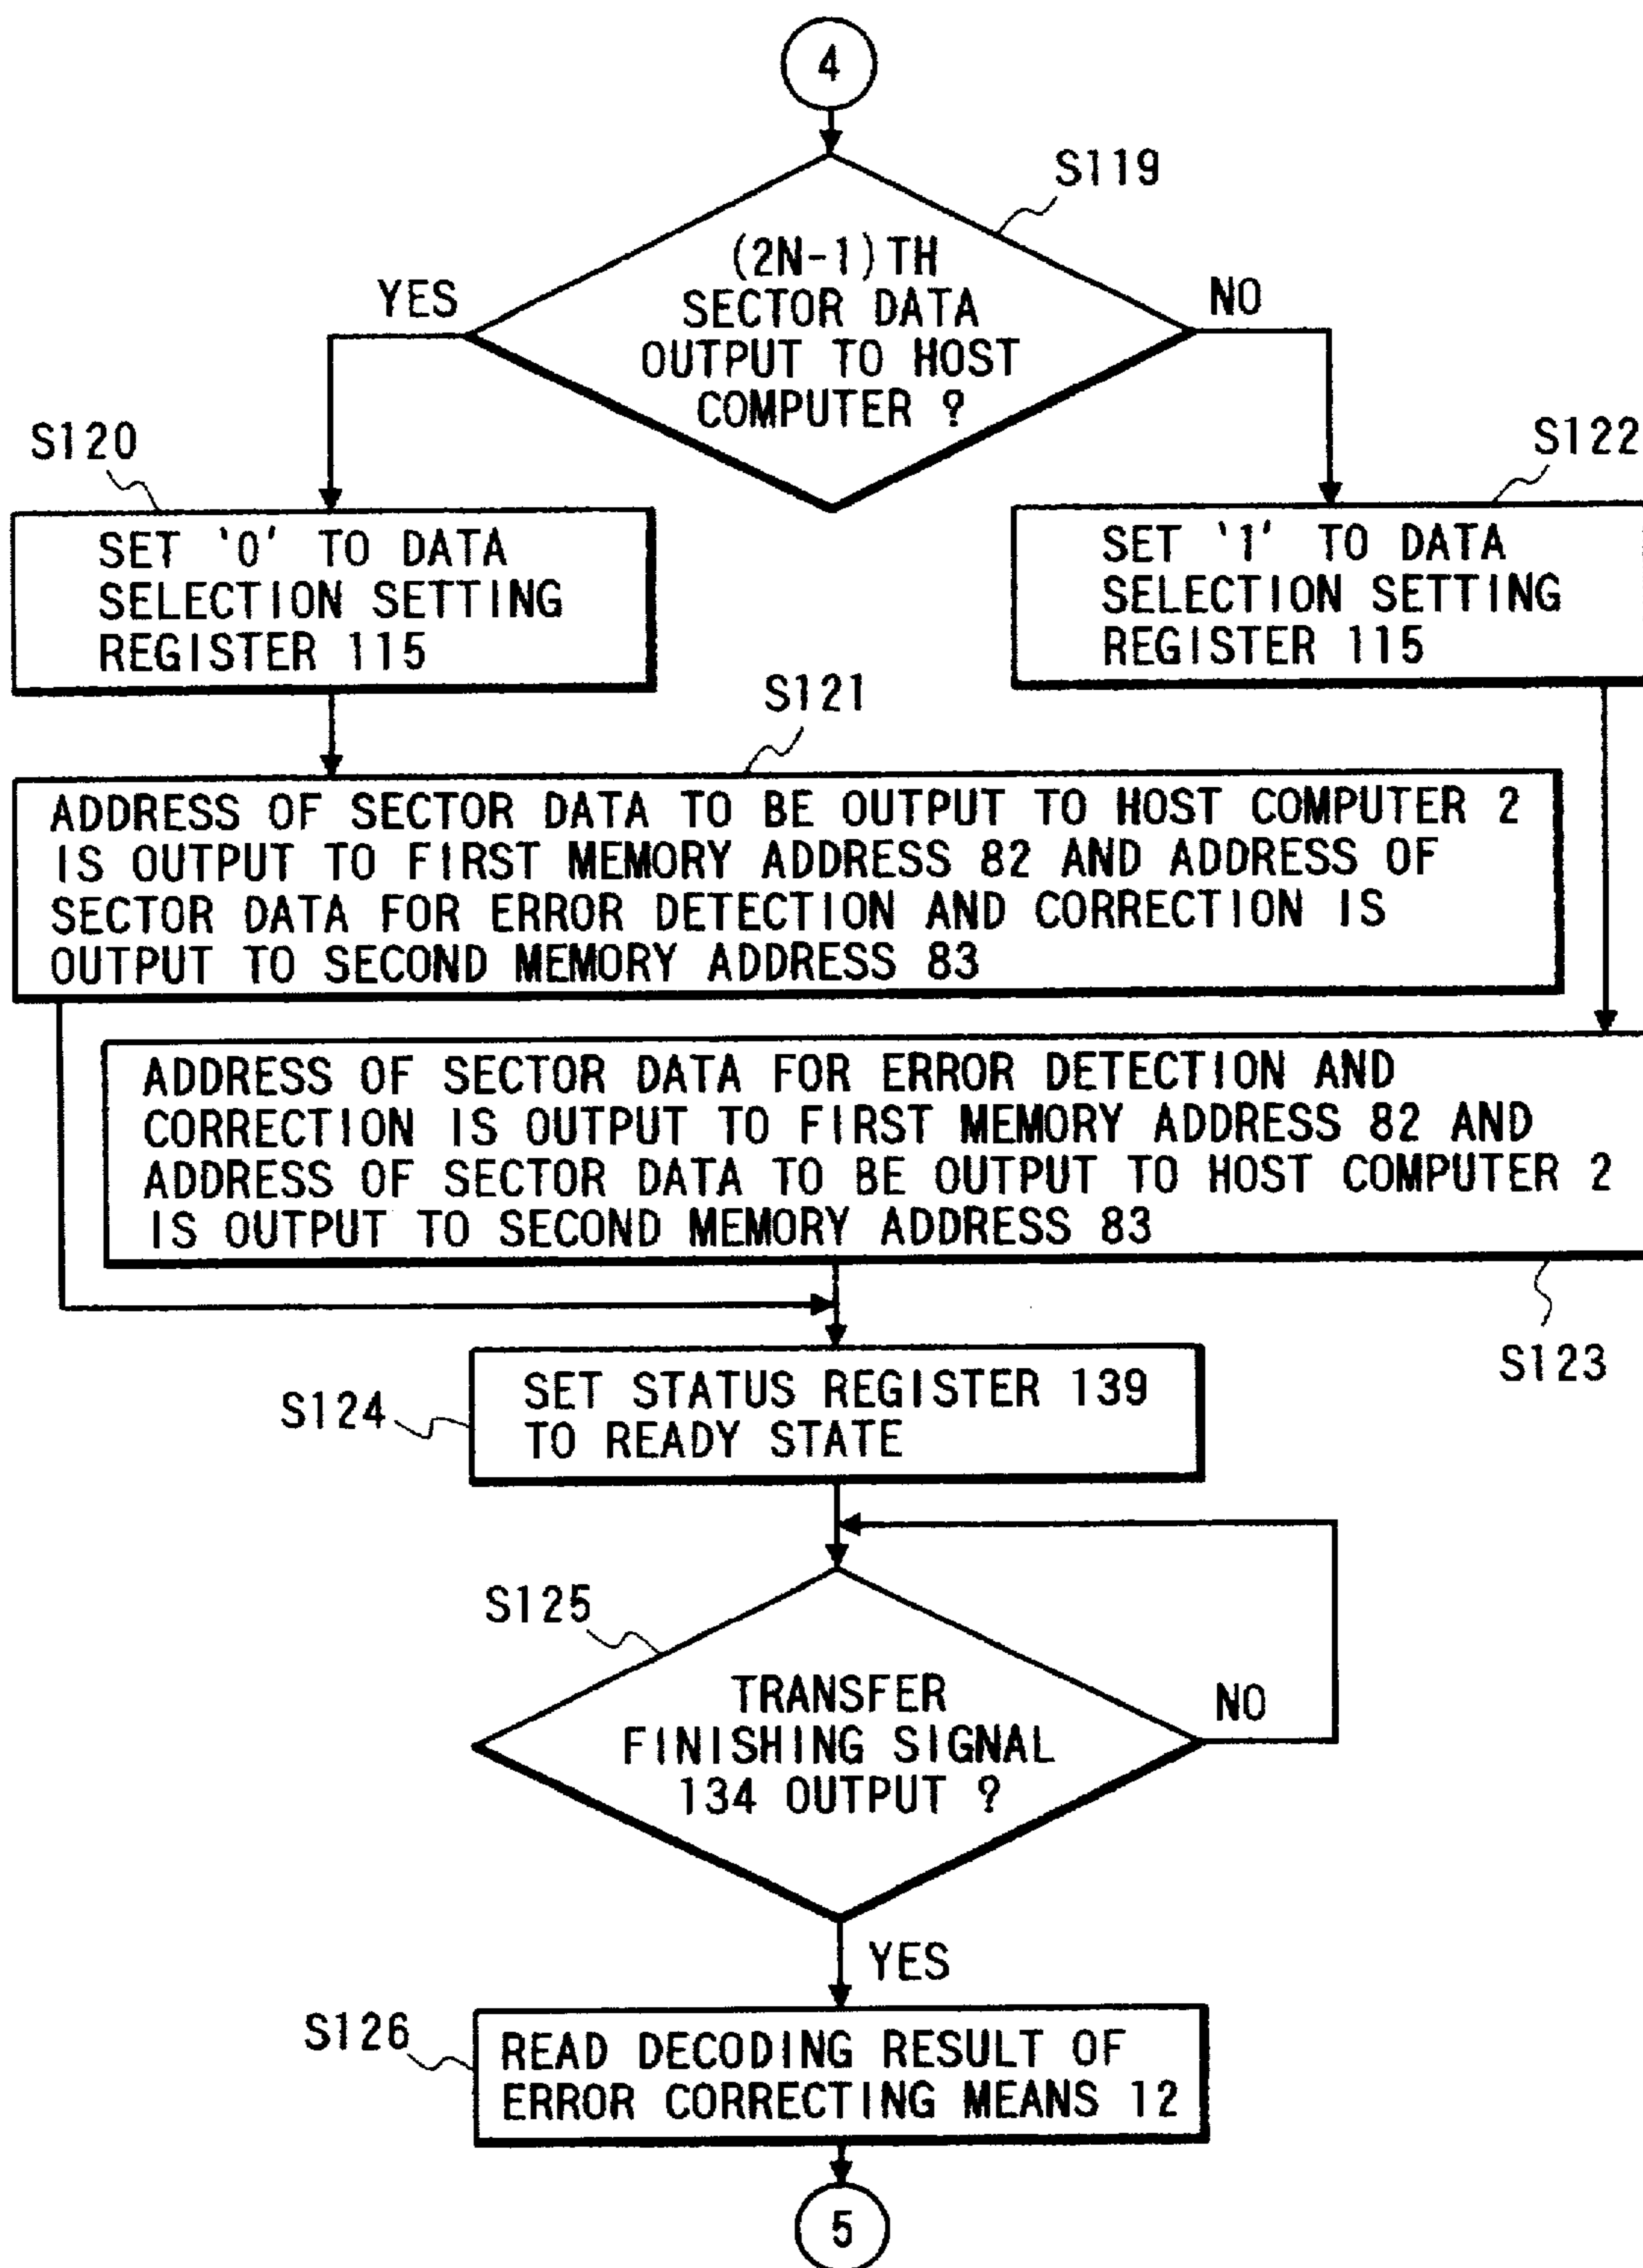 4
S119
(2N-1)TH
SECTOR DATA
OUTPUT TO HOST
COMPUTER ?
YES
NO
S120
SET '0' TO DATA
SELECTION SETTING
REGISTER 115
S122
SET '1' TO DATA
SELECTION SETTING
REGISTER 115
S121
ADDRESS OF SECTOR DATA TO BE OUTPUT TO HOST COMPUTER 2
IS OUTPUT TO FIRST MEMORY ADDRESS 82 AND ADDRESS OF
SECTOR DATA FOR ERROR DETECTION AND CORRECTION IS
OUTPUT TO SECOND MEMORY ADDRESS 83
ADDRESS OF SECTOR DATA FOR ERROR DETECTION AND
CORRECTION IS OUTPUT TO FIRST MEMORY ADDRESS 82 AND
ADDRESS OF SECTOR DATA TO BE OUTPUT TO HOST COMPUTER 2
IS OUTPUT TO SECOND MEMORY ADDRESS 83
S123
S124
SET STATUS REGISTER 139
TO READY STATE
S125
TRANSFER
FINISHING SIGNAL
134 OUTPUT ?
NO
YES
S126
READ DECODING RESULT OF
ERROR CORRECTING MEANS 12
5